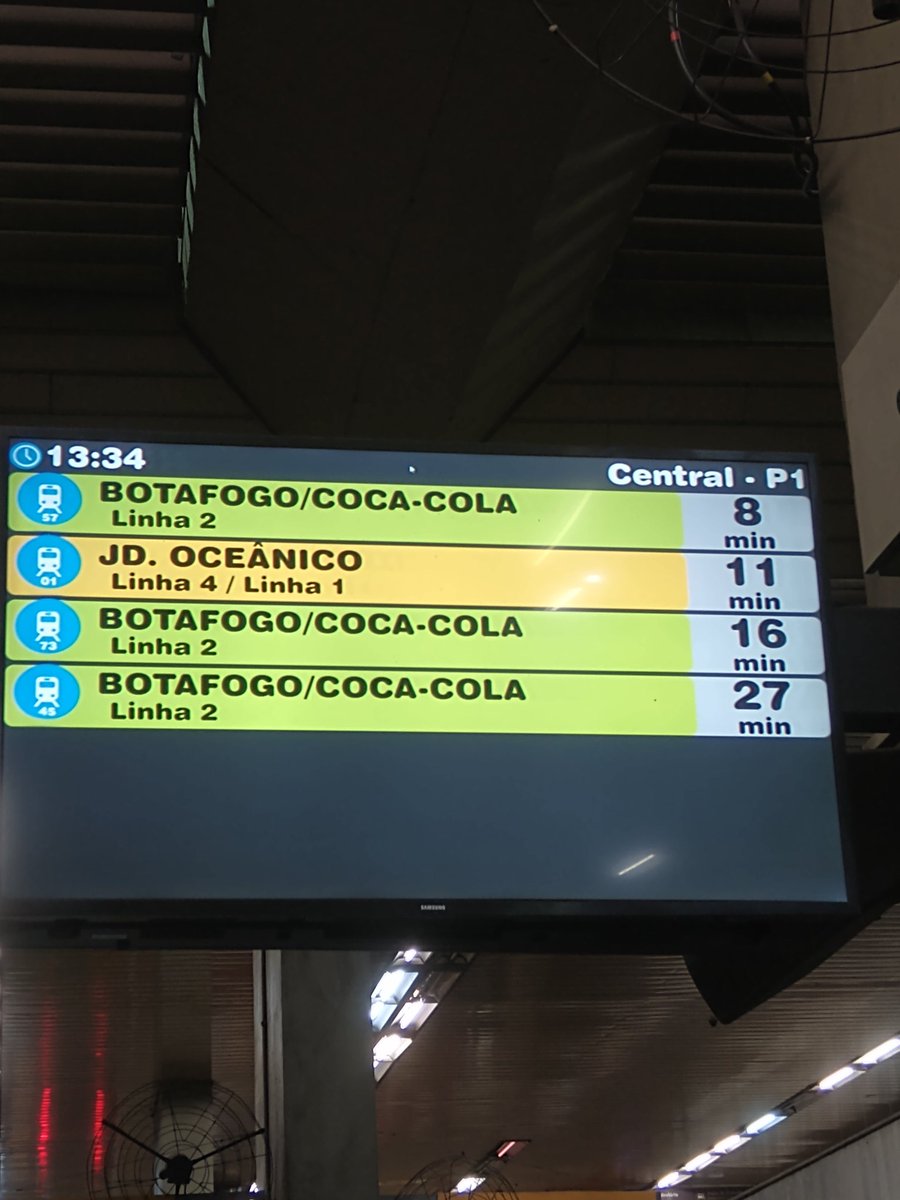 13:34
Central - P1
57
BOTAFOGO/COCA-COLA
Linha 2
8
min
01
JD. OCEÂNICO
Linha 4 / Linha 1
11
min
73
BOTAFOGO/COCA-COLA
Linha 2
16
min
45
BOTAFOGO/COCA-COLA
Linha 2
27
min
SAMSUNG